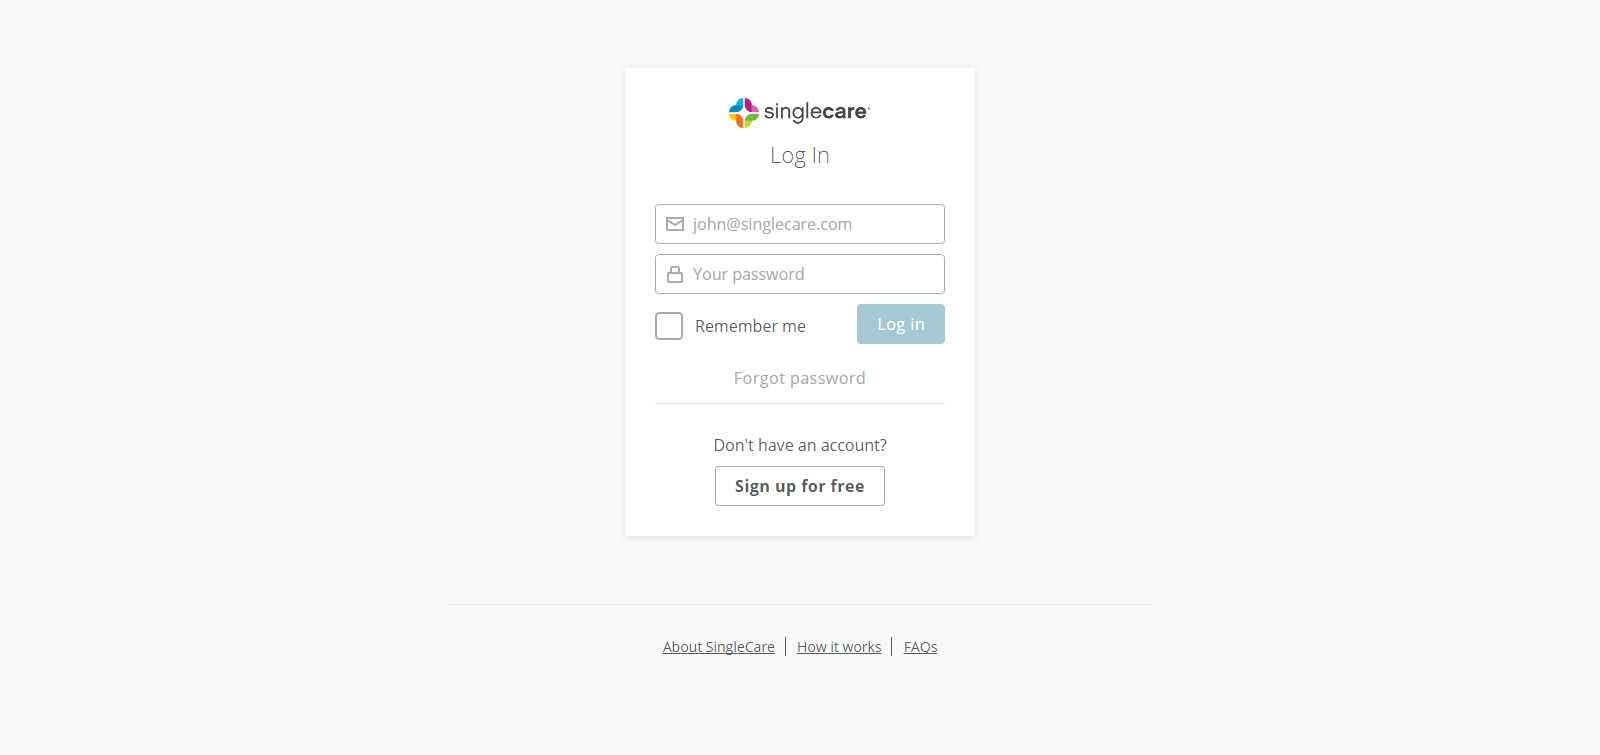 singlecare®
Log In
john@singlecare.com
Your password
Remember me
Log in
Forgot password
Don't have an account?
Sign up for free
About SingleCare
How it works
FAQs